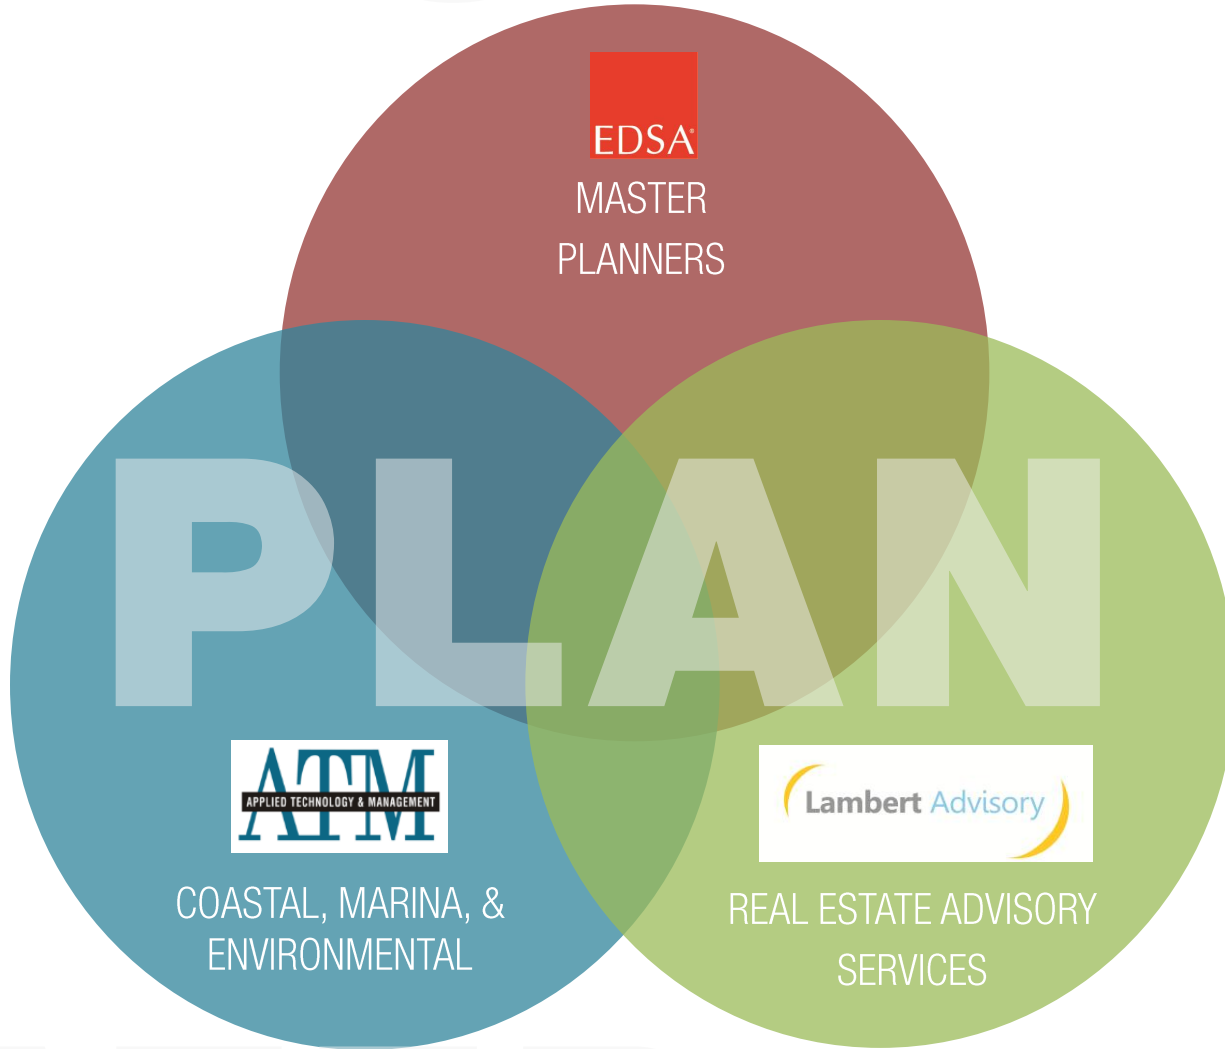 EDSA®
MASTER
PLANNERS
PLAN
ATM
APPLIED TECHNOLOGY & MANAGEMENT
COASTAL, MARINA, &
ENVIRONMENTAL
Lambert Advisory
REAL ESTATE ADVISORY
SERVICES